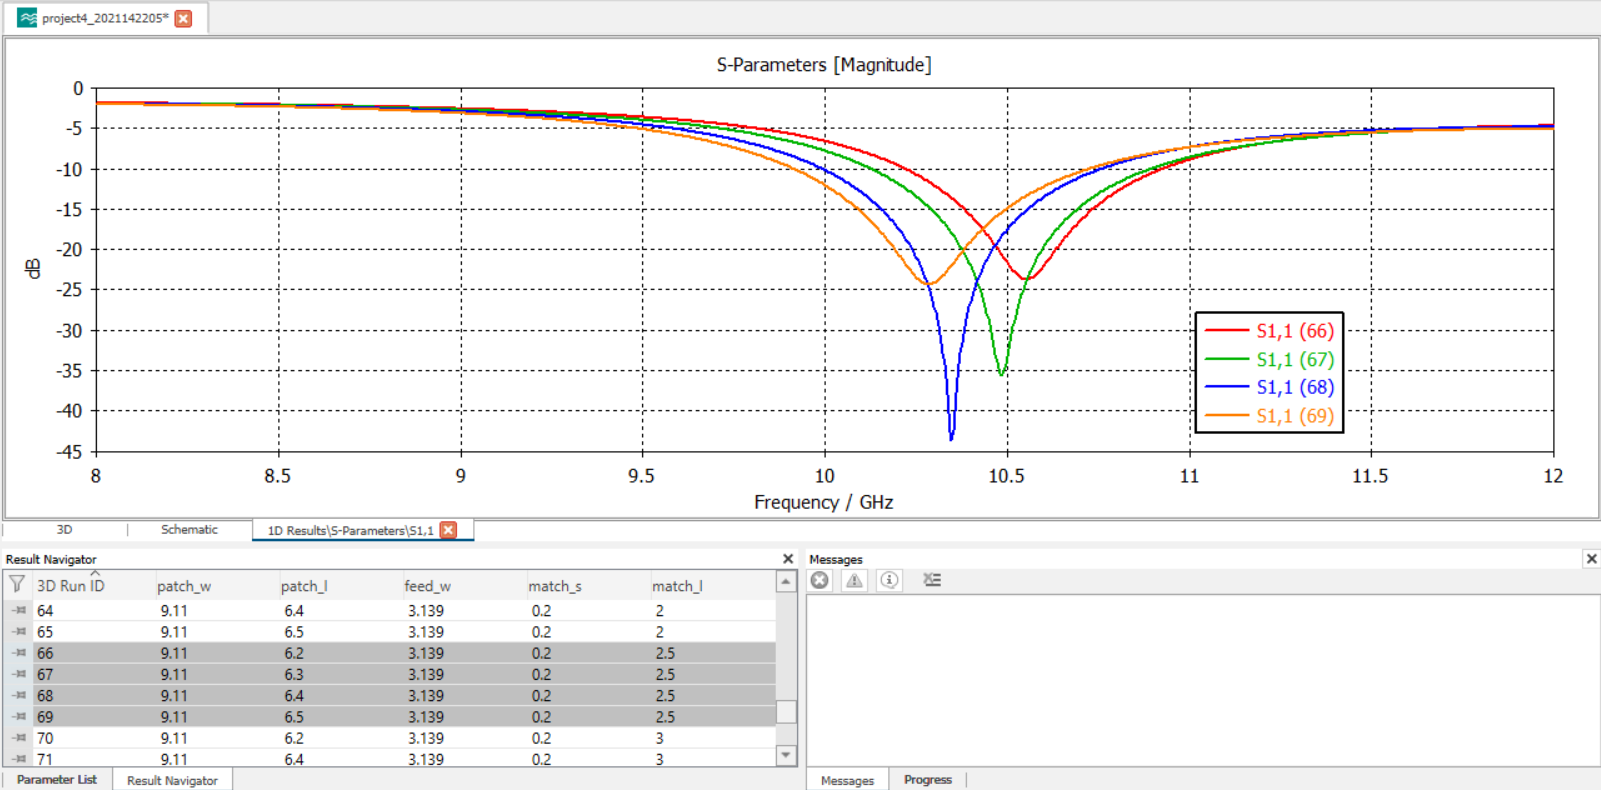 project4_2021142205*
S-Parameters [Magnitude]
0
-5
-10
-15
-20
-25
-30
-35
-40
-45
dB
8 8.5 9 9.5 10 10.5 11 11.5 12
Frequency / GHz
S1,1 (66)
S1,1 (67)
S1,1 (68)
S1,1 (69)
3D Schematic 1D Results\S-Parameters\S1,1
Result Navigator
3D Run ID patch_w patch_l feed_w match_s match_l
64 9.11 6.4 3.139 0.2 2
65 9.11 6.5 3.139 0.2 2
66 9.11 6.2 3.139 0.2 2.5
67 9.11 6.3 3.139 0.2 2.5
68 9.11 6.4 3.139 0.2 2.5
69 9.11 6.5 3.139 0.2 2.5
70 9.11 6.2 3.139 0.2 3
71 9.11 6.4 3.139 0.2 3
Parameter List Result Navigator
Messages
Messages Progress